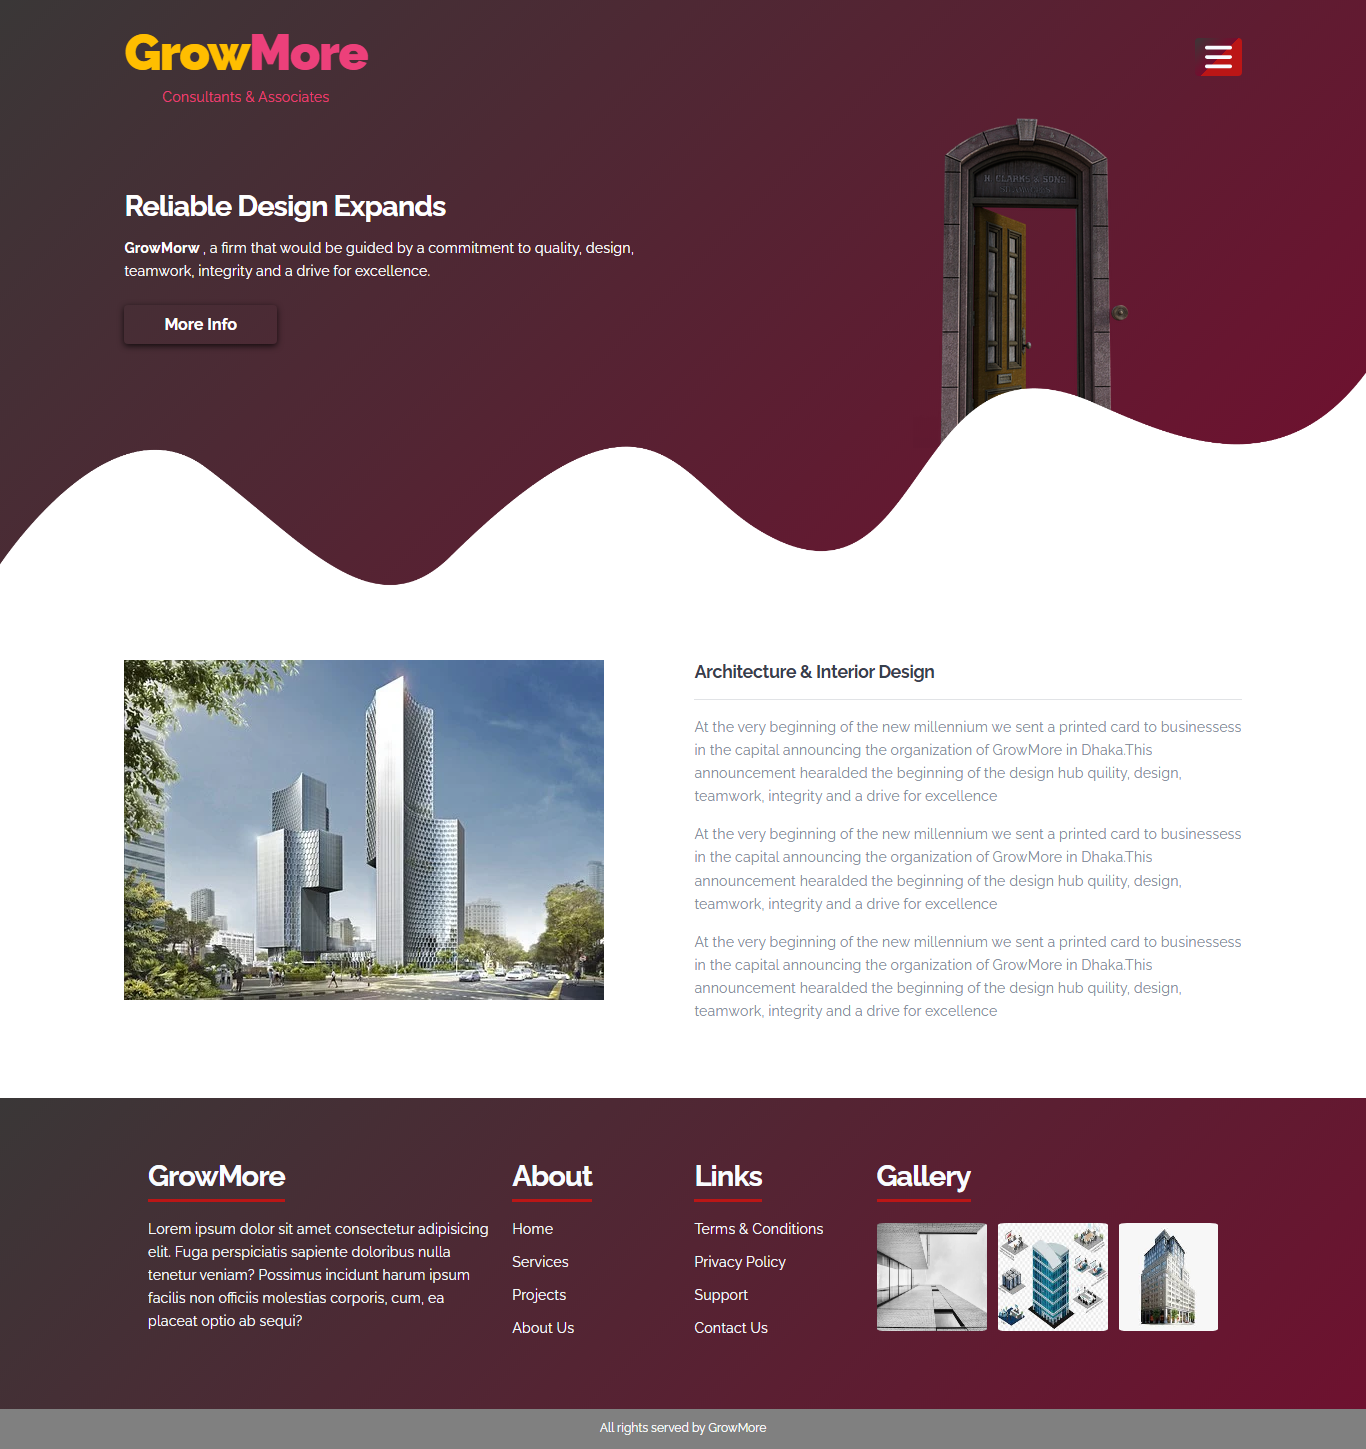 GrowMore
Consultants & Associates
H. CLARKS & SONS
Reliable Design Expands
GrowMorw , a firm that would be guided by a commitment to quality, design,
teamwork, integrity and a drive for excellence.
More Info
Architecture & Interior Design
At the very beginning of the new millennium we sent a printed card to businessess
in the capital announcing the organization of GrowMore in Dhaka.This
announcement hearalded the beginning of the design hub quility, design,
teamwork, integrity and a drive for excellence
At the very beginning of the new millennium we sent a printed card to businessess
in the capital announcing the organization of GrowMore in Dhaka.This
announcement hearalded the beginning of the design hub quility, design,
teamwork, integrity and a drive for excellence
At the very beginning of the new millennium we sent a printed card to businessess
in the capital announcing the organization of GrowMore in Dhaka.This
announcement hearalded the beginning of the design hub quility, design,
teamwork, integrity and a drive for excellence
GrowMore
Lorem ipsum dolor sit amet consectetur adipisicing
elit. Fuga perspiciatis sapiente doloribus nulla
tenetur veniam? Possimus incidunt harum ipsum
facilis non officiis molestias corporis, cum, ea
placeat optio ab sequi?
About
Home
Services
Projects
About Us
Links
Terms & Conditions
Privacy Policy
Support
Contact Us
Gallery
All rights served by GrowMore